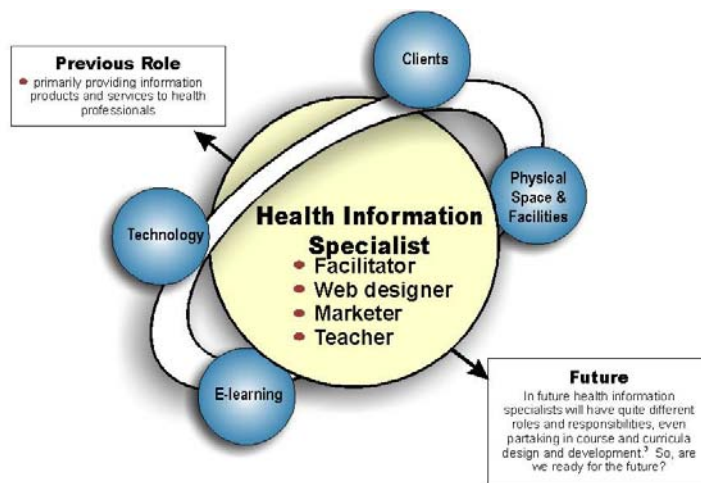 Previous Role
• primarily providing information
products and services to health
professionals
Clients
Physical
Space &
Facilities
Technology
Health Information
Specialist
• Facilitator
• Web designer
• Marketer
• Teacher
E-learning
Future
In future health information
specialists will have quite different
roles and responsibilities, even
partaking in course and curricula
design and development.³ So, are
we ready for the future?